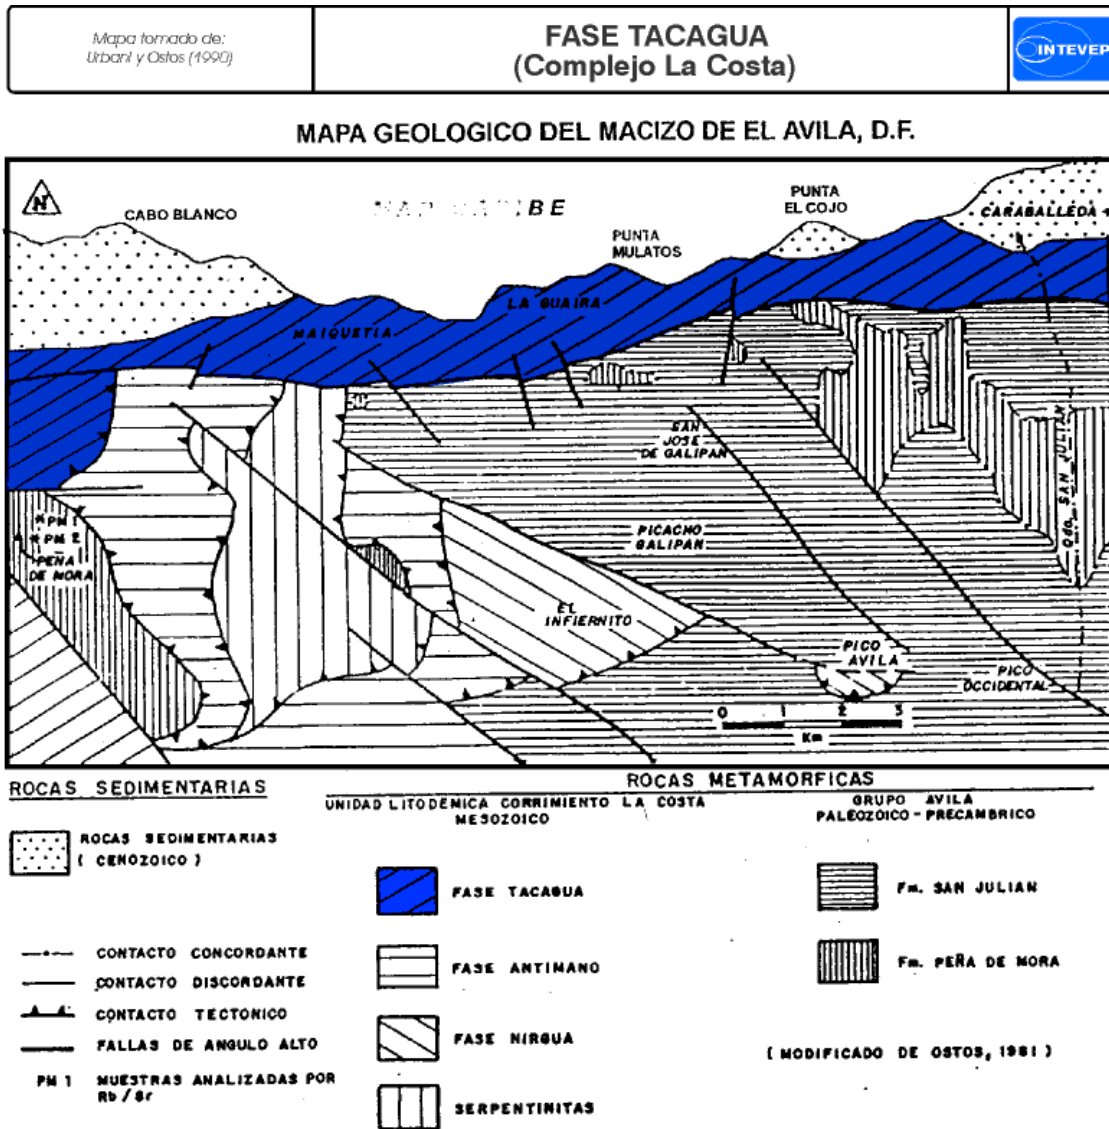 Mapa tomado de:
Urbani y Ostos (1990)
FASE TACAGUA
(Complejo La Costa)
INTEVEP
MAPA GEOLOGICO DEL MACIZO DE EL AVILA, D.F.
N
CABO BLANCO
BE
PUNTA
EL COJO
CARABALLEDA
PUNTA
MULATOS
LA GUAIRA
MAIQUETIA
SAN
JOSE
DE GALIPAN
Qda. SAN JULIAN
PM 1
PM 2
PEÑA
DE MORA
PICACHO
GALIPAN
EL
INFIERNITO
PICO
AVILA
PICO
OCCIDENTAL
0 1 2 3
Km
ROCAS SEDIMENTARIAS
ROCAS METAMORFICAS
UNIDAD LITODEMICA CORRIMIENTO LA COSTA
MESOZOICO
GRUPO AVILA
PALEOZOICO - PRECAMBRICO
ROCAS SEDIMENTARIAS
( CENOZOICO )
FASE TACAGUA
Fm. SAN JULIAN
CONTACTO CONCORDANTE
FASE ANTIMANO
Fm. PEÑA DE MORA
CONTACTO DISCORDANTE
CONTACTO TECTONICO
FASE NIRGUA
FALLAS DE ANGULO ALTO
( MODIFICADO DE OSTOS, 1981 )
PM 1 MUESTRAS ANALIZADAS POR
Rb / Sr
SERPENTINITAS